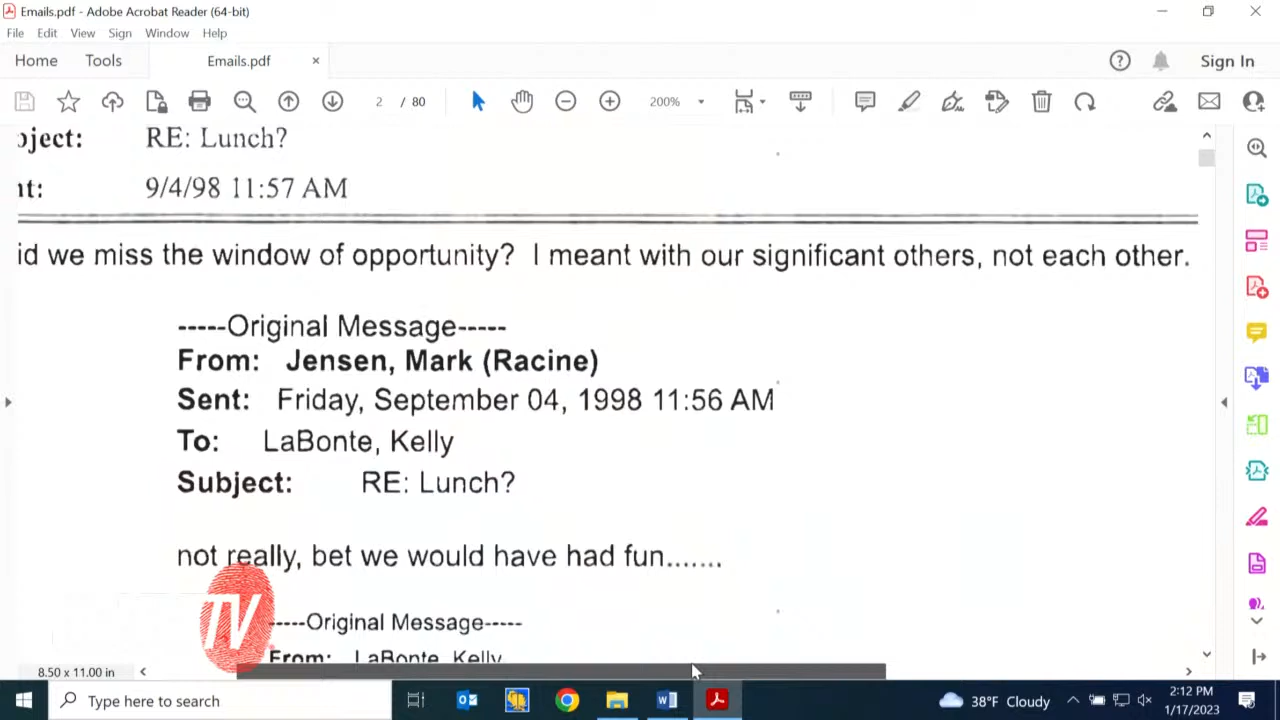 Emails.pdf - Adobe Acrobat Reader (64-bit)
File Edit View Sign Window Help
Home Tools Emails.pdf × Sign In
2 / 80 200%
oject: RE: Lunch?
nt: 9/4/98 11:57 AM
id we miss the window of opportunity? I meant with our significant others, not each other.
-----Original Message-----
From: Jensen, Mark (Racine)
Sent: Friday, September 04, 1998 11:56 AM
To: LaBonte, Kelly
Subject: RE: Lunch?
not really, bet we would have had fun.......
TV
-----Original Message-----
From: LaBonte, Kelly
8.50 x 11.00 in
Type here to search
38°F Cloudy
2:12 PM
1/17/2023